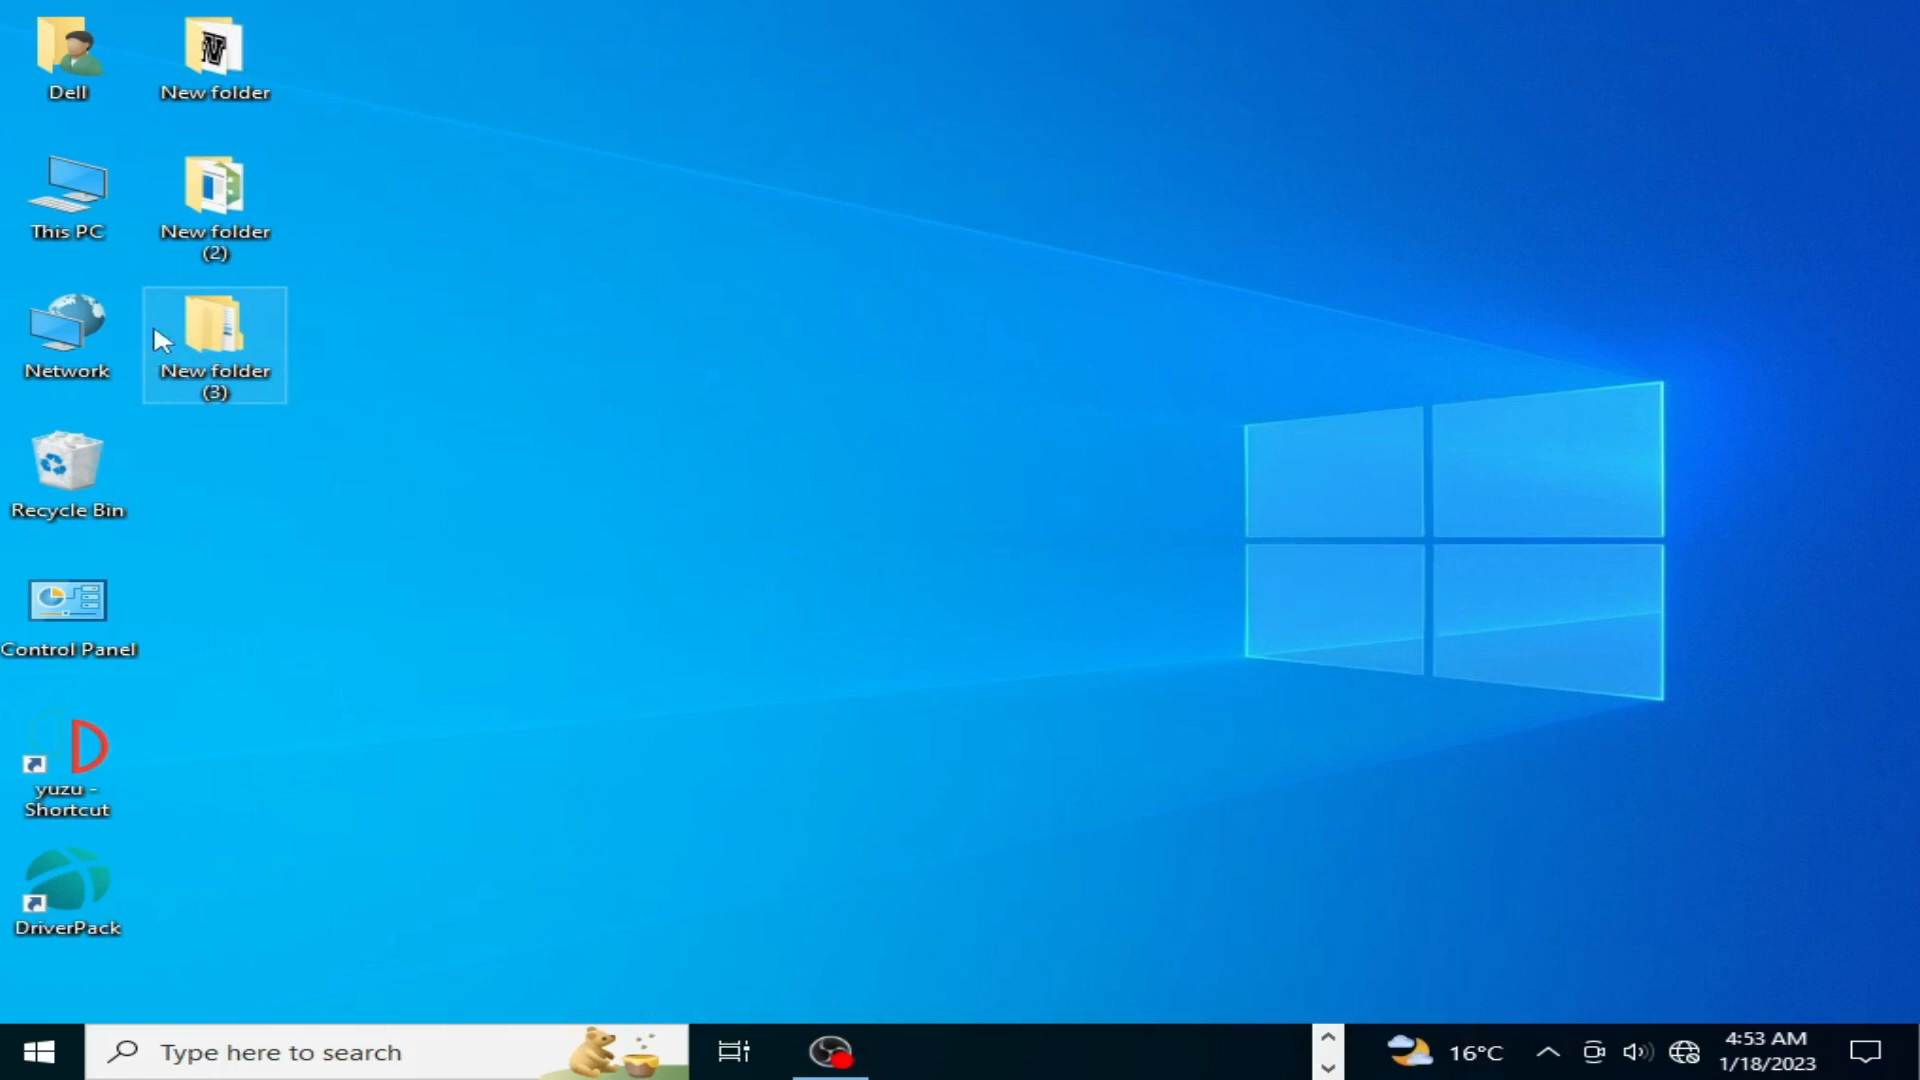 Dell
New folder
This PC
New folder
(2)
Network
New folder
(3)
Recycle Bin
Control Panel
yuzu -
Shortcut
DriverPack
Type here to search
16°C
4:53 AM
1/18/2023